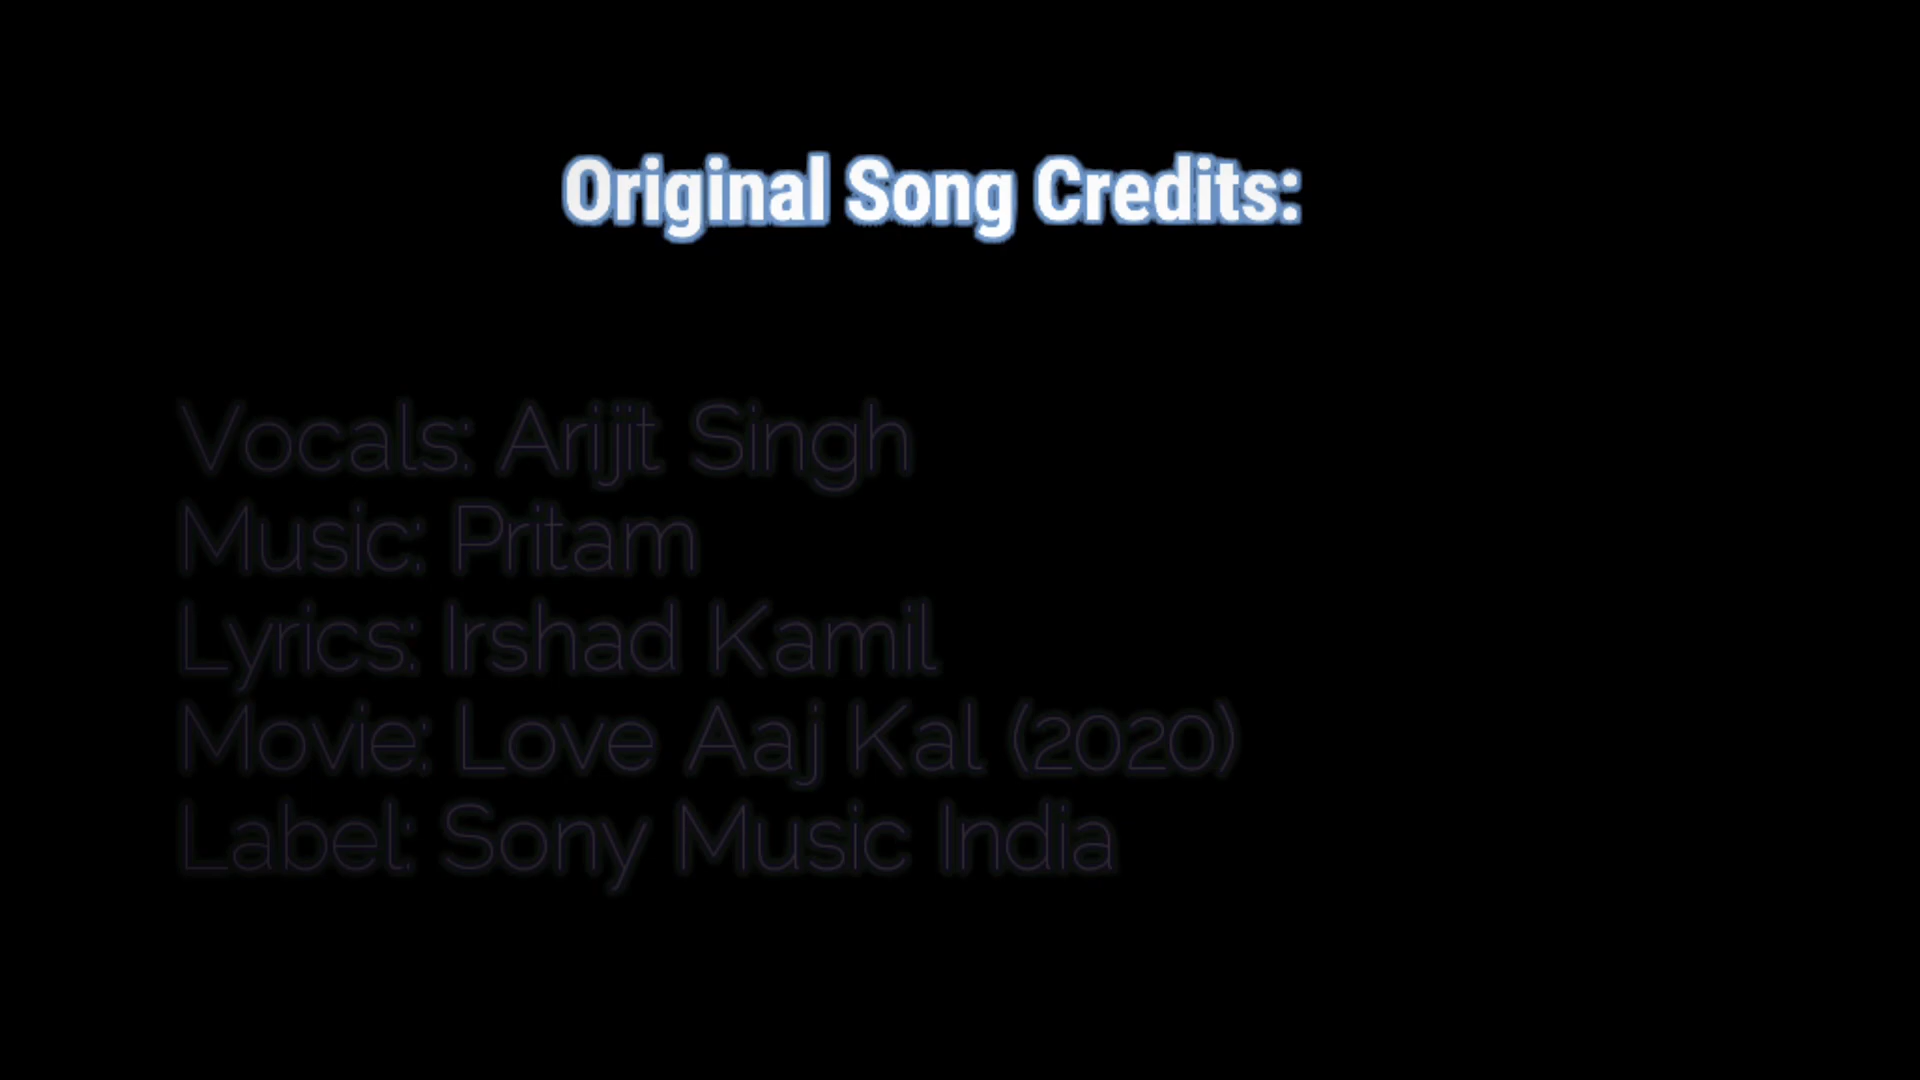 Original Song Credits:
Vocals: Arijit Singh
Music: Pritam
Lyrics: Irshad Kamil
Movie: Love Aaj Kal (2020)
Label: Sony Music India